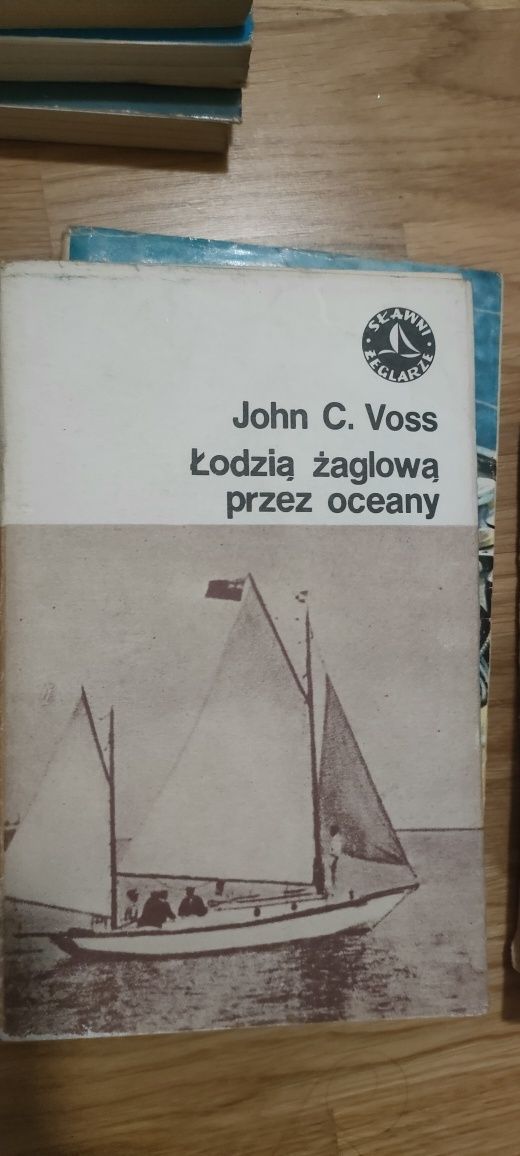 SŁAWNI
ŻEGLARZE
John C. Voss
Łodzią żaglową
przez oceany